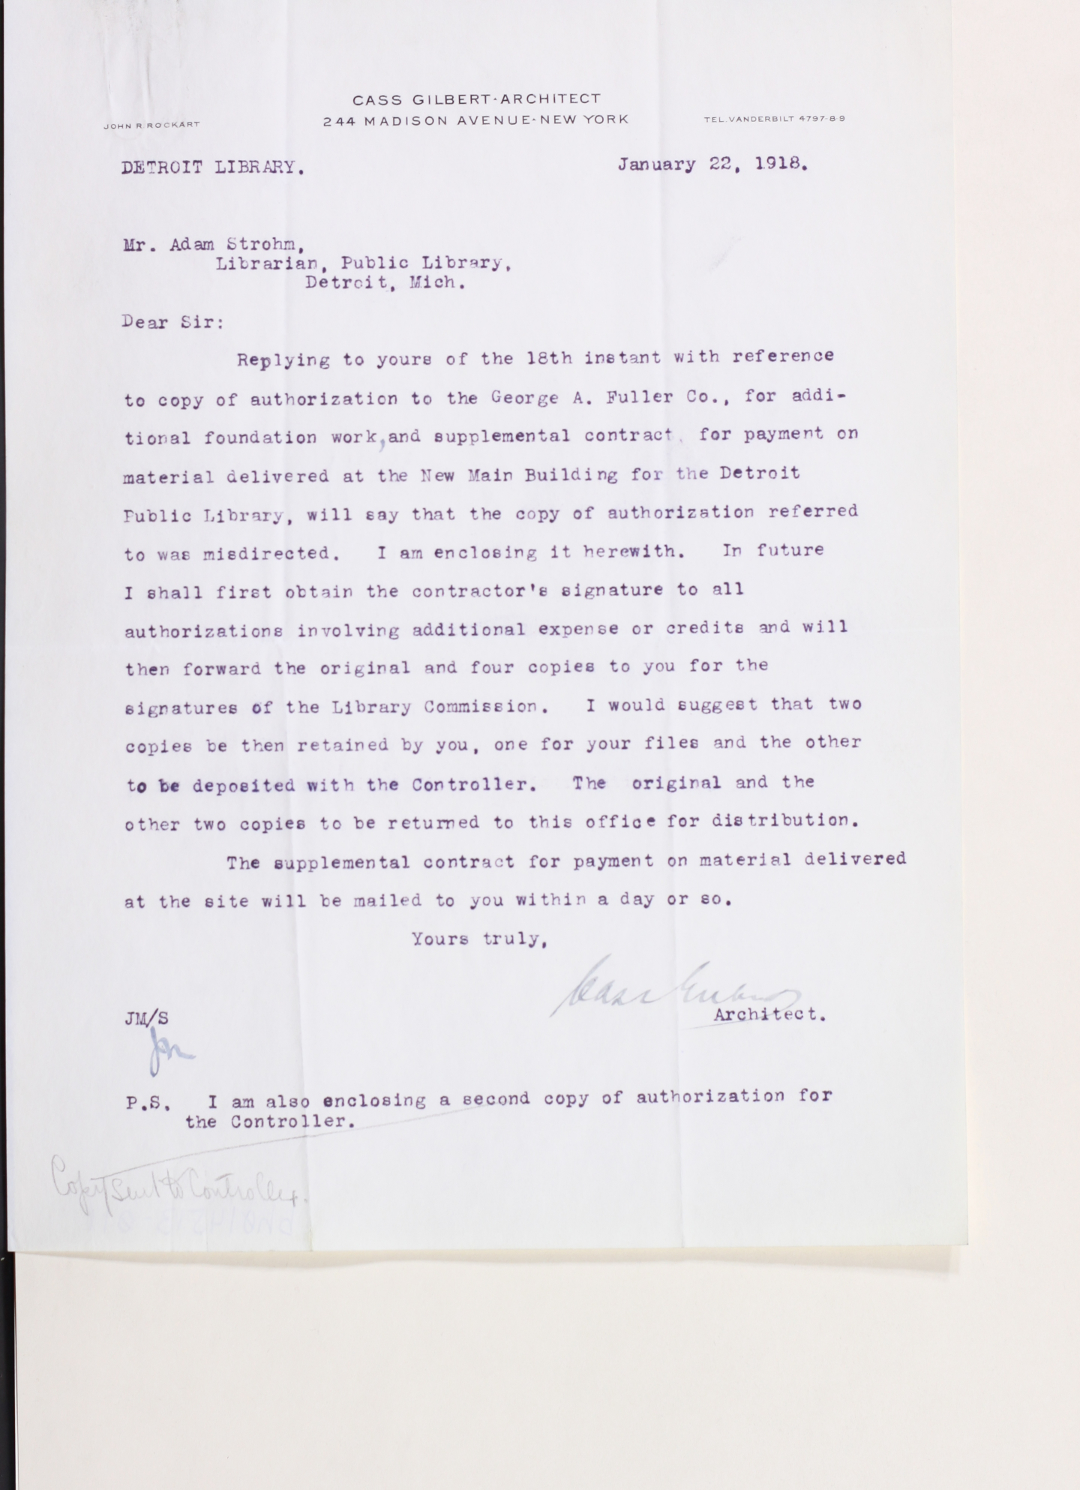 CASS GILBERT-ARCHITECT
JOHN R. ROCKART 244 MADISON AVENUE-NEW YORK TEL. VANDERBILT 4797-8-9
DETROIT LIBRARY. January 22, 1918.
Mr. Adam Strohm,
Librarian, Public Library,
Detroit, Mich.
Dear Sir:
Replying to yours of the 18th instant with reference
to copy of authorization to the George A. Fuller Co., for addi-
tional foundation work, and supplemental contract for payment on
material delivered at the New Main Building for the Detroit
Public Library, will say that the copy of authorization referred
to was misdirected. I am enclosing it herewith. In future
I shall first obtain the contractor's signature to all
authorizations involving additional expense or credits and will
then forward the original and four copies to you for the
signatures of the Library Commission. I would suggest that two
copies be then retained by you, one for your files and the other
to be deposited with the Controller. The original and the
other two copies to be returned to this office for distribution.
The supplemental contract for payment on material delivered
at the site will be mailed to you within a day or so.
Yours truly,
Cass Gilbert
Architect.
JM/S
P.S. I am also enclosing a second copy of authorization for
the Controller.
Copy sent to Controller.